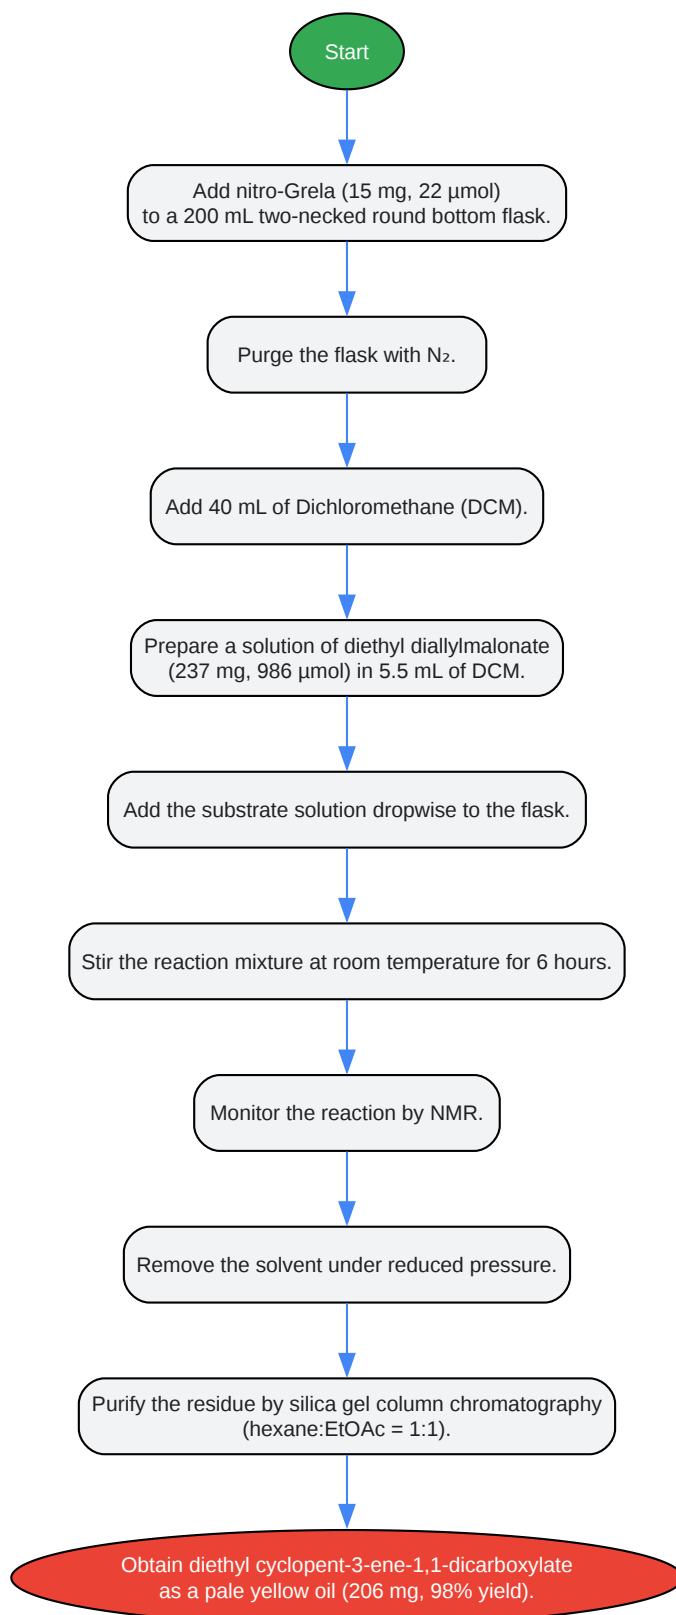 Start
Add nitro-Grela (15 mg, 22 µmol)
to a 200 mL two-necked round bottom flask.
Purge the flask with N₂.
Add 40 mL of Dichloromethane (DCM).
Prepare a solution of diethyl diallylmalonate
(237 mg, 986 µmol) in 5.5 mL of DCM.
Add the substrate solution dropwise to the flask.
Stir the reaction mixture at room temperature for 6 hours.
Monitor the reaction by NMR.
Remove the solvent under reduced pressure.
Purify the residue by silica gel column chromatography
(hexane:EtOAc = 1:1).
Obtain diethyl cyclopent-3-ene-1,1-dicarboxylate
as a pale yellow oil (206 mg, 98% yield).